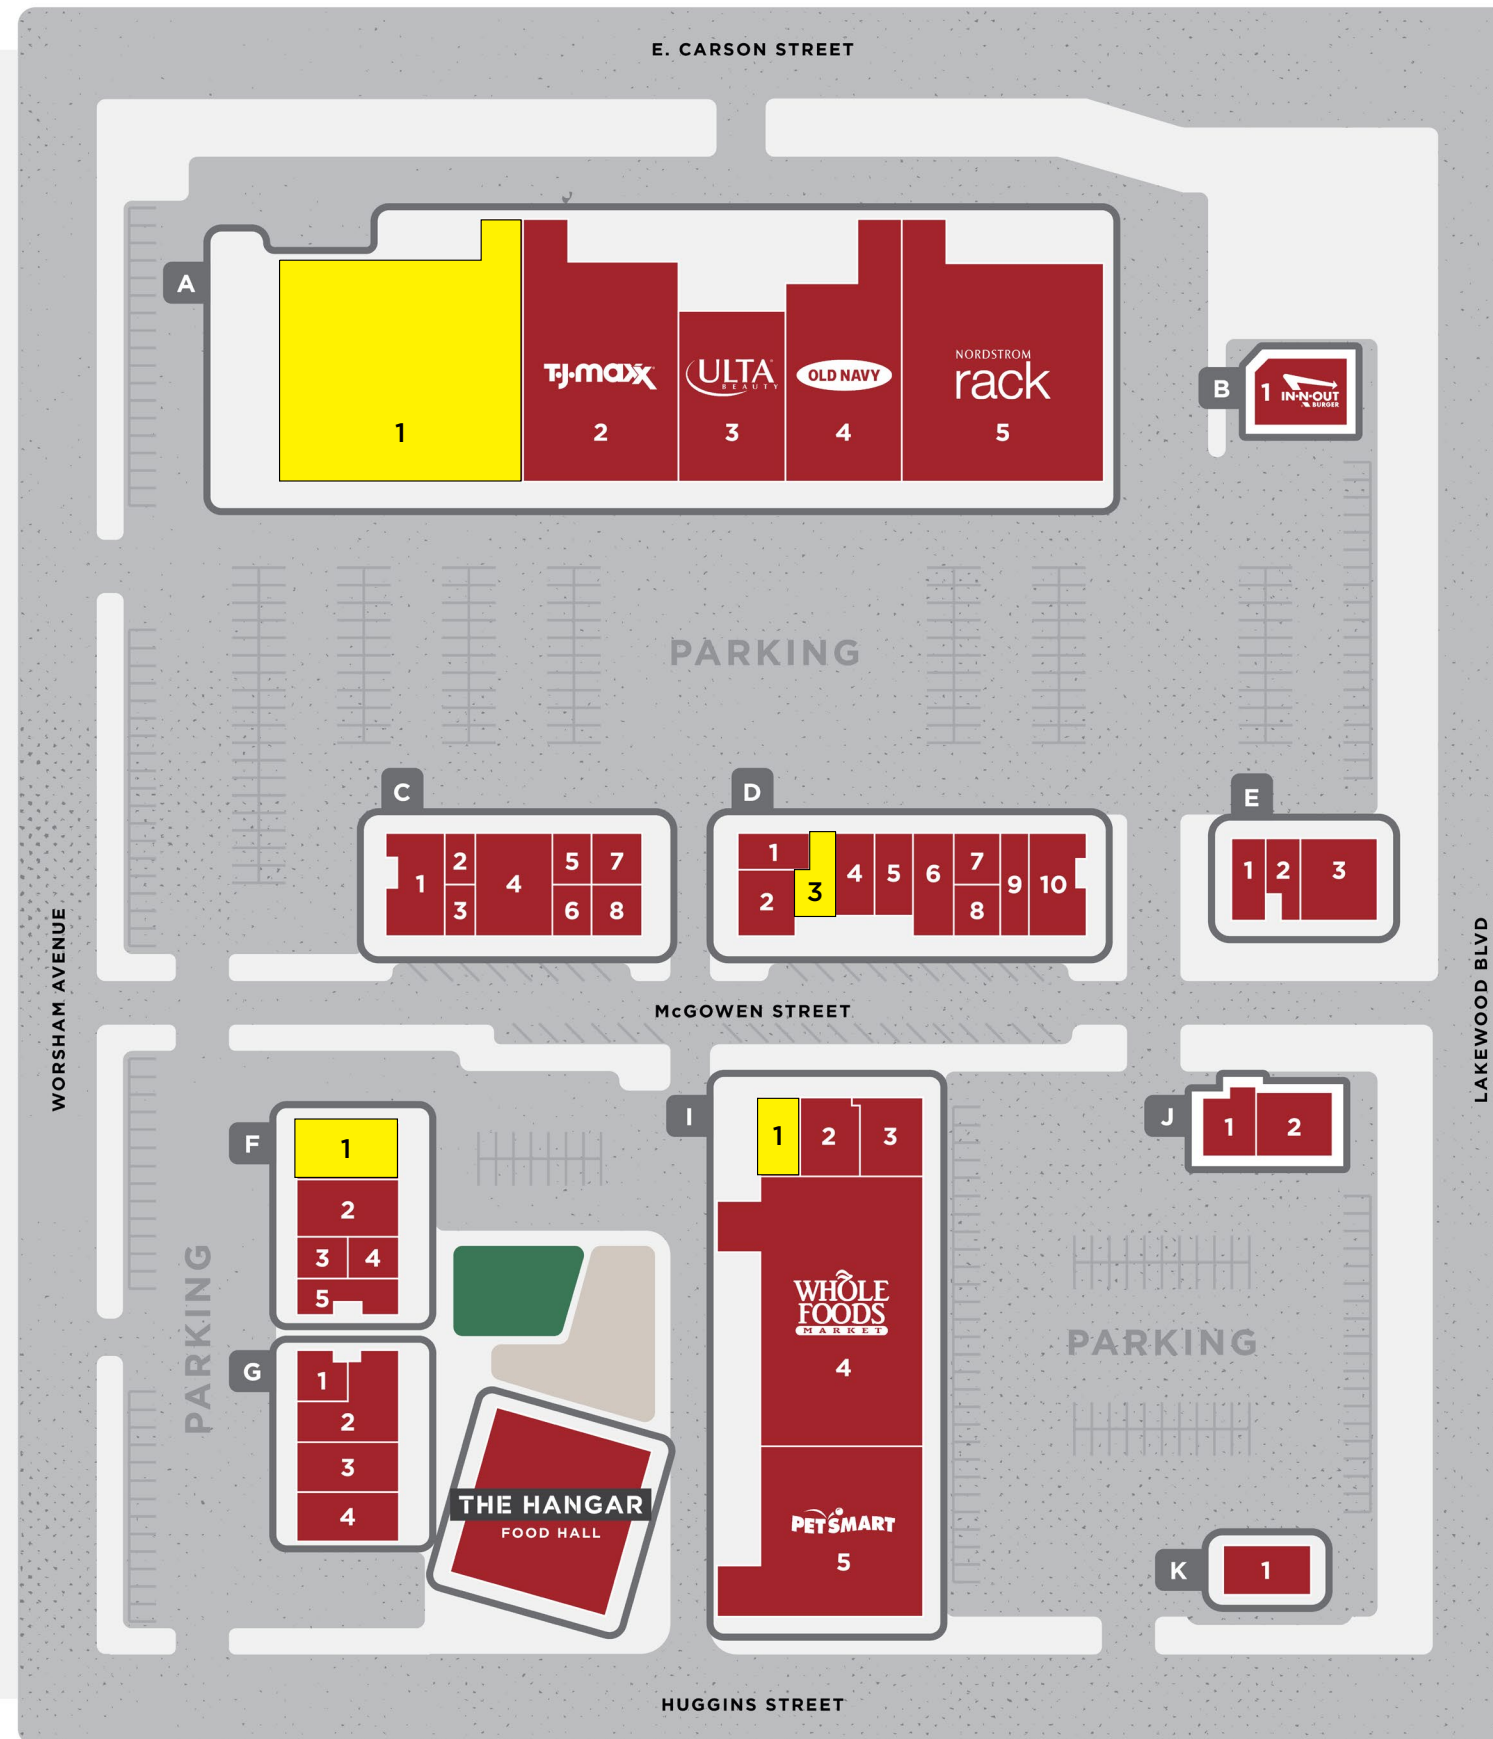 E. CARSON STREET
A
1
T.J.maxx
2
ULTA
BEAUTY
3
OLD NAVY
4
NORDSTROM
rack
5
B
1
IN-N-OUT
BURGER
PARKING
C
1
2
3
4
5
6
7
8
D
1
2
3
4
5
6
7
8
9
10
E
1
2
3
WORSHAM AVENUE
McGOWEN STREET
LAKEWOOD BLVD
F
1
2
3
4
5
PARKING
G
1
2
3
4
THE HANGAR
FOOD HALL
I
1
2
3
WHOLE
FOODS
MARKET
4
PETSMART
5
J
1
2
PARKING
K
1
HUGGINS STREET